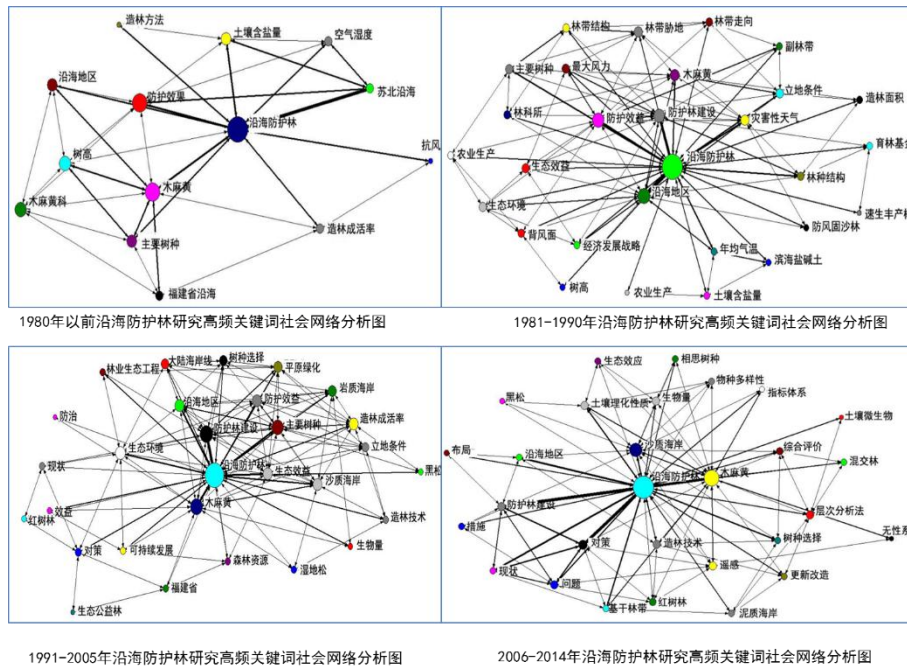 造林方法
土壤含盐量
空气湿度
沿海地区
防护效果
苏北沿海
沿海防护林
抗风
树高
木麻黄
木麻黄科
主要树种
造林成活率
福建省沿海
1980年以前沿海防护林研究高频关键词社会网络分析图
林带结构
林带胁地
林带走向
副林带
主要树种
最大风力
木麻黄
立地条件
造林面积
林科所
防护效益
防护林建设
灾害性天气
育林基金
农业生产
沿海防护林
生态效益
林种结构
沿海地区
生态环境
速生丰产林
背风面
防风固沙林
经济发展战略
年均气温
滨海盐碱土
树高
农业生产
土壤含盐量
1981-1990年沿海防护林研究高频关键词社会网络分析图
林业生态工程
大陆海岸线
树种选择
平原绿化
岩质海岸
沿海地区
防护效益
防治
防护林建设
主要树种
造林成活率
生态环境
立地条件
现状
沿海防护林
生态效益
黑松
沙质海岸
效益
木麻黄
红树林
造林技术
对策
可持续发展
森林资源
生物量
湿地松
福建省
生态公益林
1991-2005年沿海防护林研究高频关键词社会网络分析图
生态效应
相思树种
物种多样性
黑松
土壤理化性质
生物量
指标体系
土壤微生物
布局
沿海地区
沙质海岸
综合评价
混交林
沿海防护林
木麻黄
防护林建设
层次分析法
措施
无性系
对策
造林技术
树种选择
现状
问题
遥感
更新改造
基干林带
红树林
泥质海岸
2006-2014年沿海防护林研究高频关键词社会网络分析图